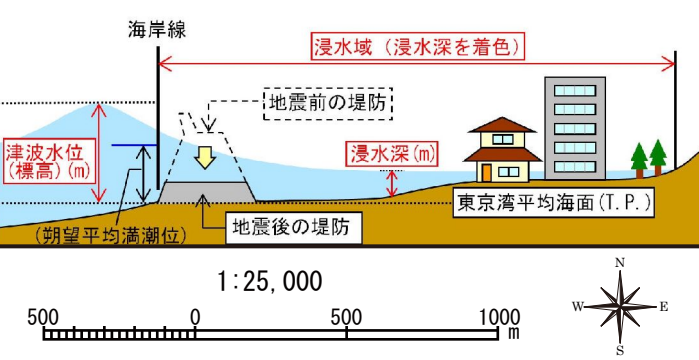 海岸線
浸水域（浸水深を着色）
地震前の堤防
津波水位
(標高)(m)
浸水深(m)
東京湾平均海面(T.P.)
地震後の堤防
(朔望平均満潮位)
1:25,000
500 0 500 1000
m
N
W E
S